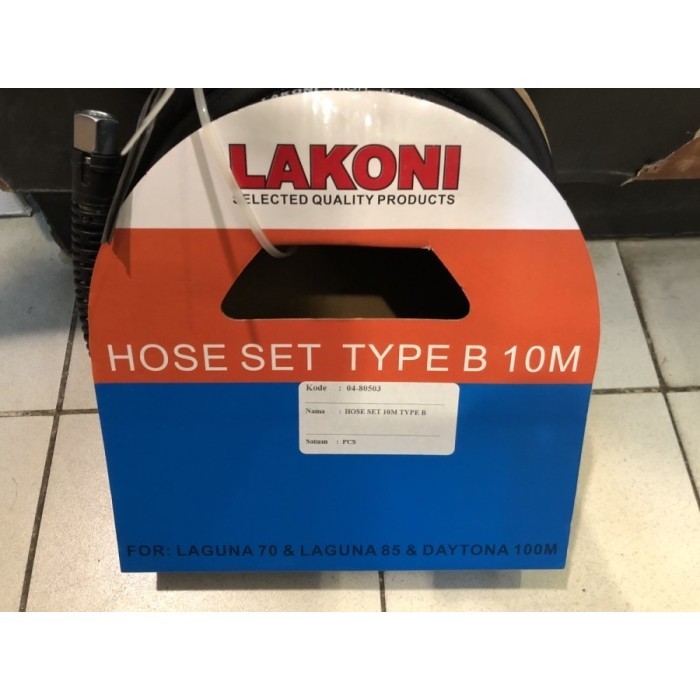 LAKONI
SELECTED QUALITY PRODUCTS
HOSE SET TYPE B 10M
Kode : 04-80503
Nama : HOSE SET 10M TYPE B
Satuan : PCS
FOR: LAGUNA 70 & LAGUNA 85 & DAYTONA 100M